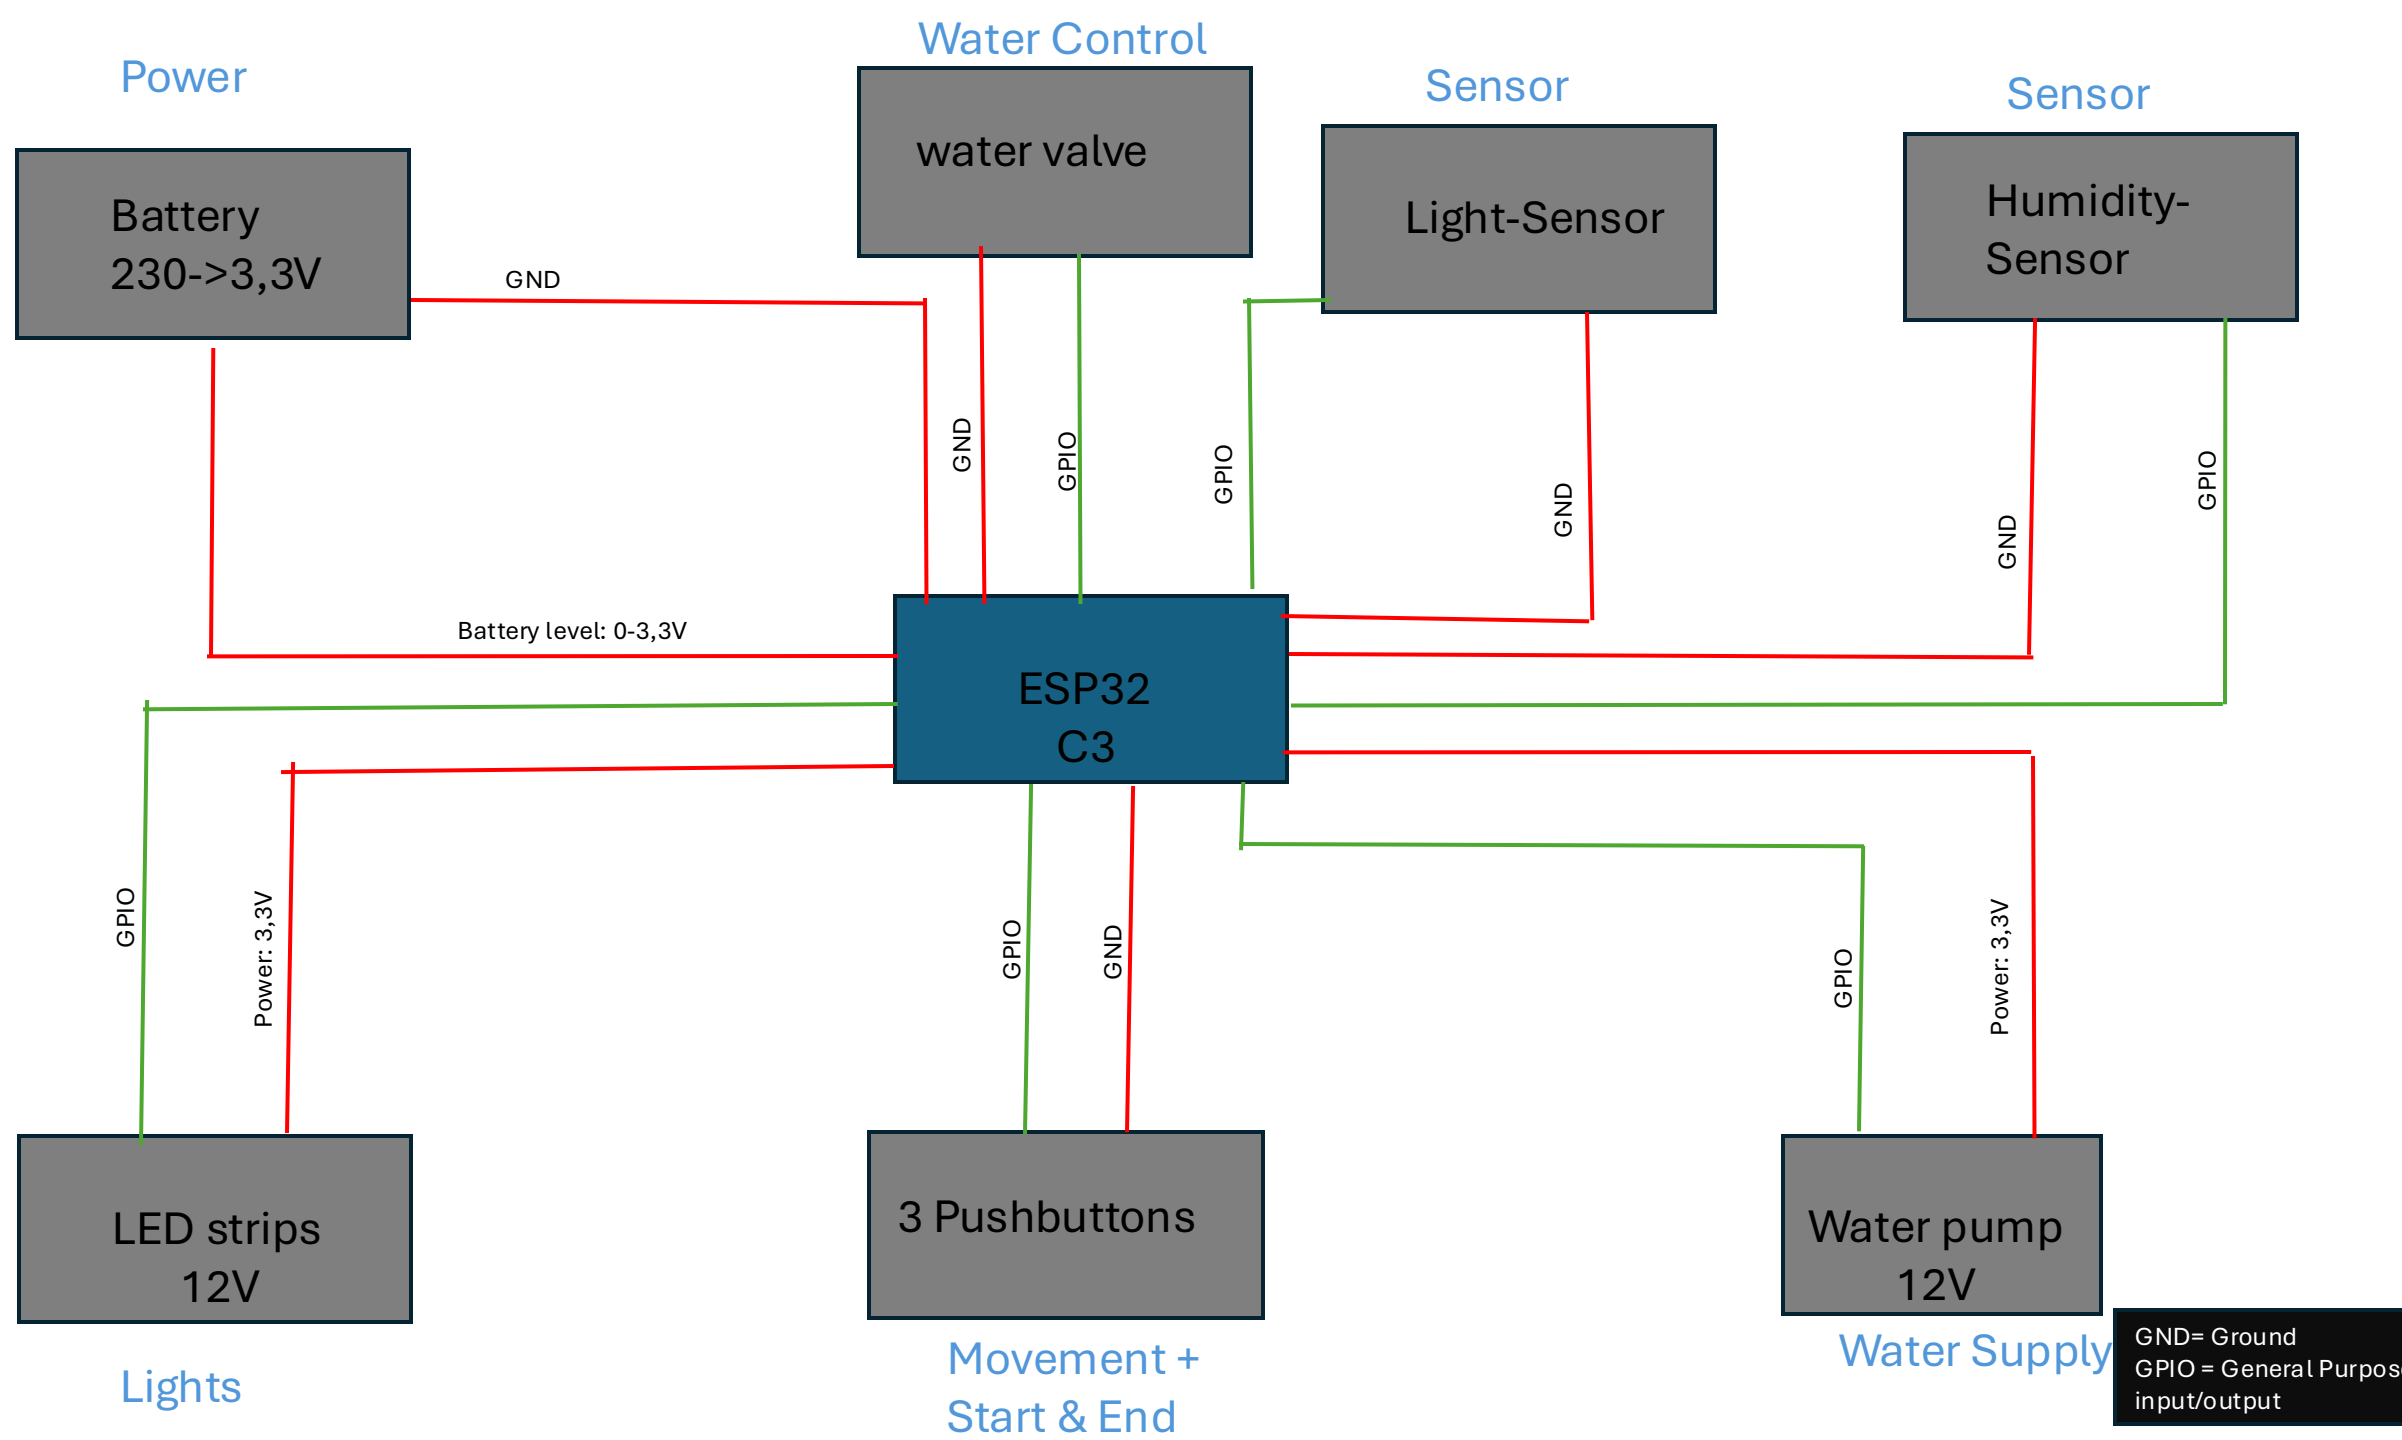 Power
Water Control
Sensor
Sensor
Battery
230->3,3V
water valve
Light-Sensor
Humidity-
Sensor
GND
GND
GPIO
GPIO
GND
GND
GPIO
Battery level: 0-3,3V
ESP32
C3
GPIO
Power: 3,3V
GPIO
GND
GPIO
Power: 3,3V
LED strips
12V
3 Pushbuttons
Water pump
12V
Lights
Movement +
Start & End
Water Supply
GND= Ground
GPIO = General Purpose
input/output